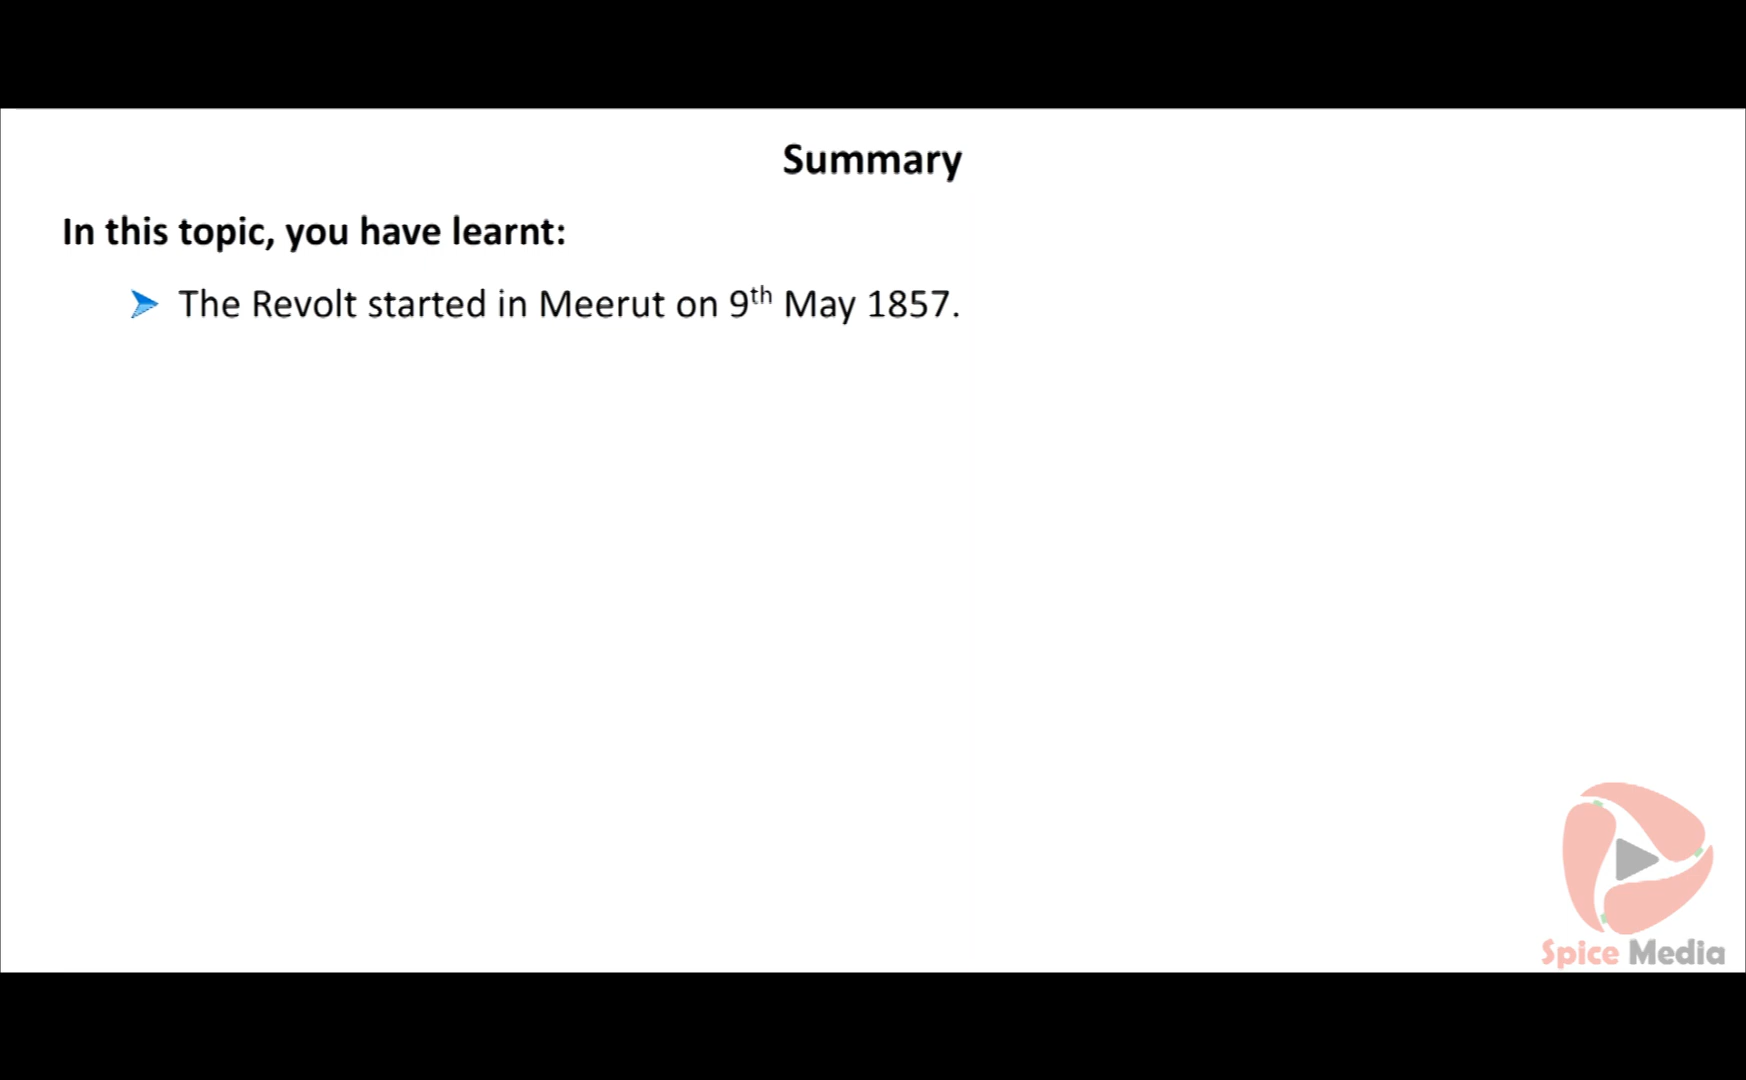 Summary
In this topic, you have learnt:
The Revolt started in Meerut on 9th May 1857.
Spice Media